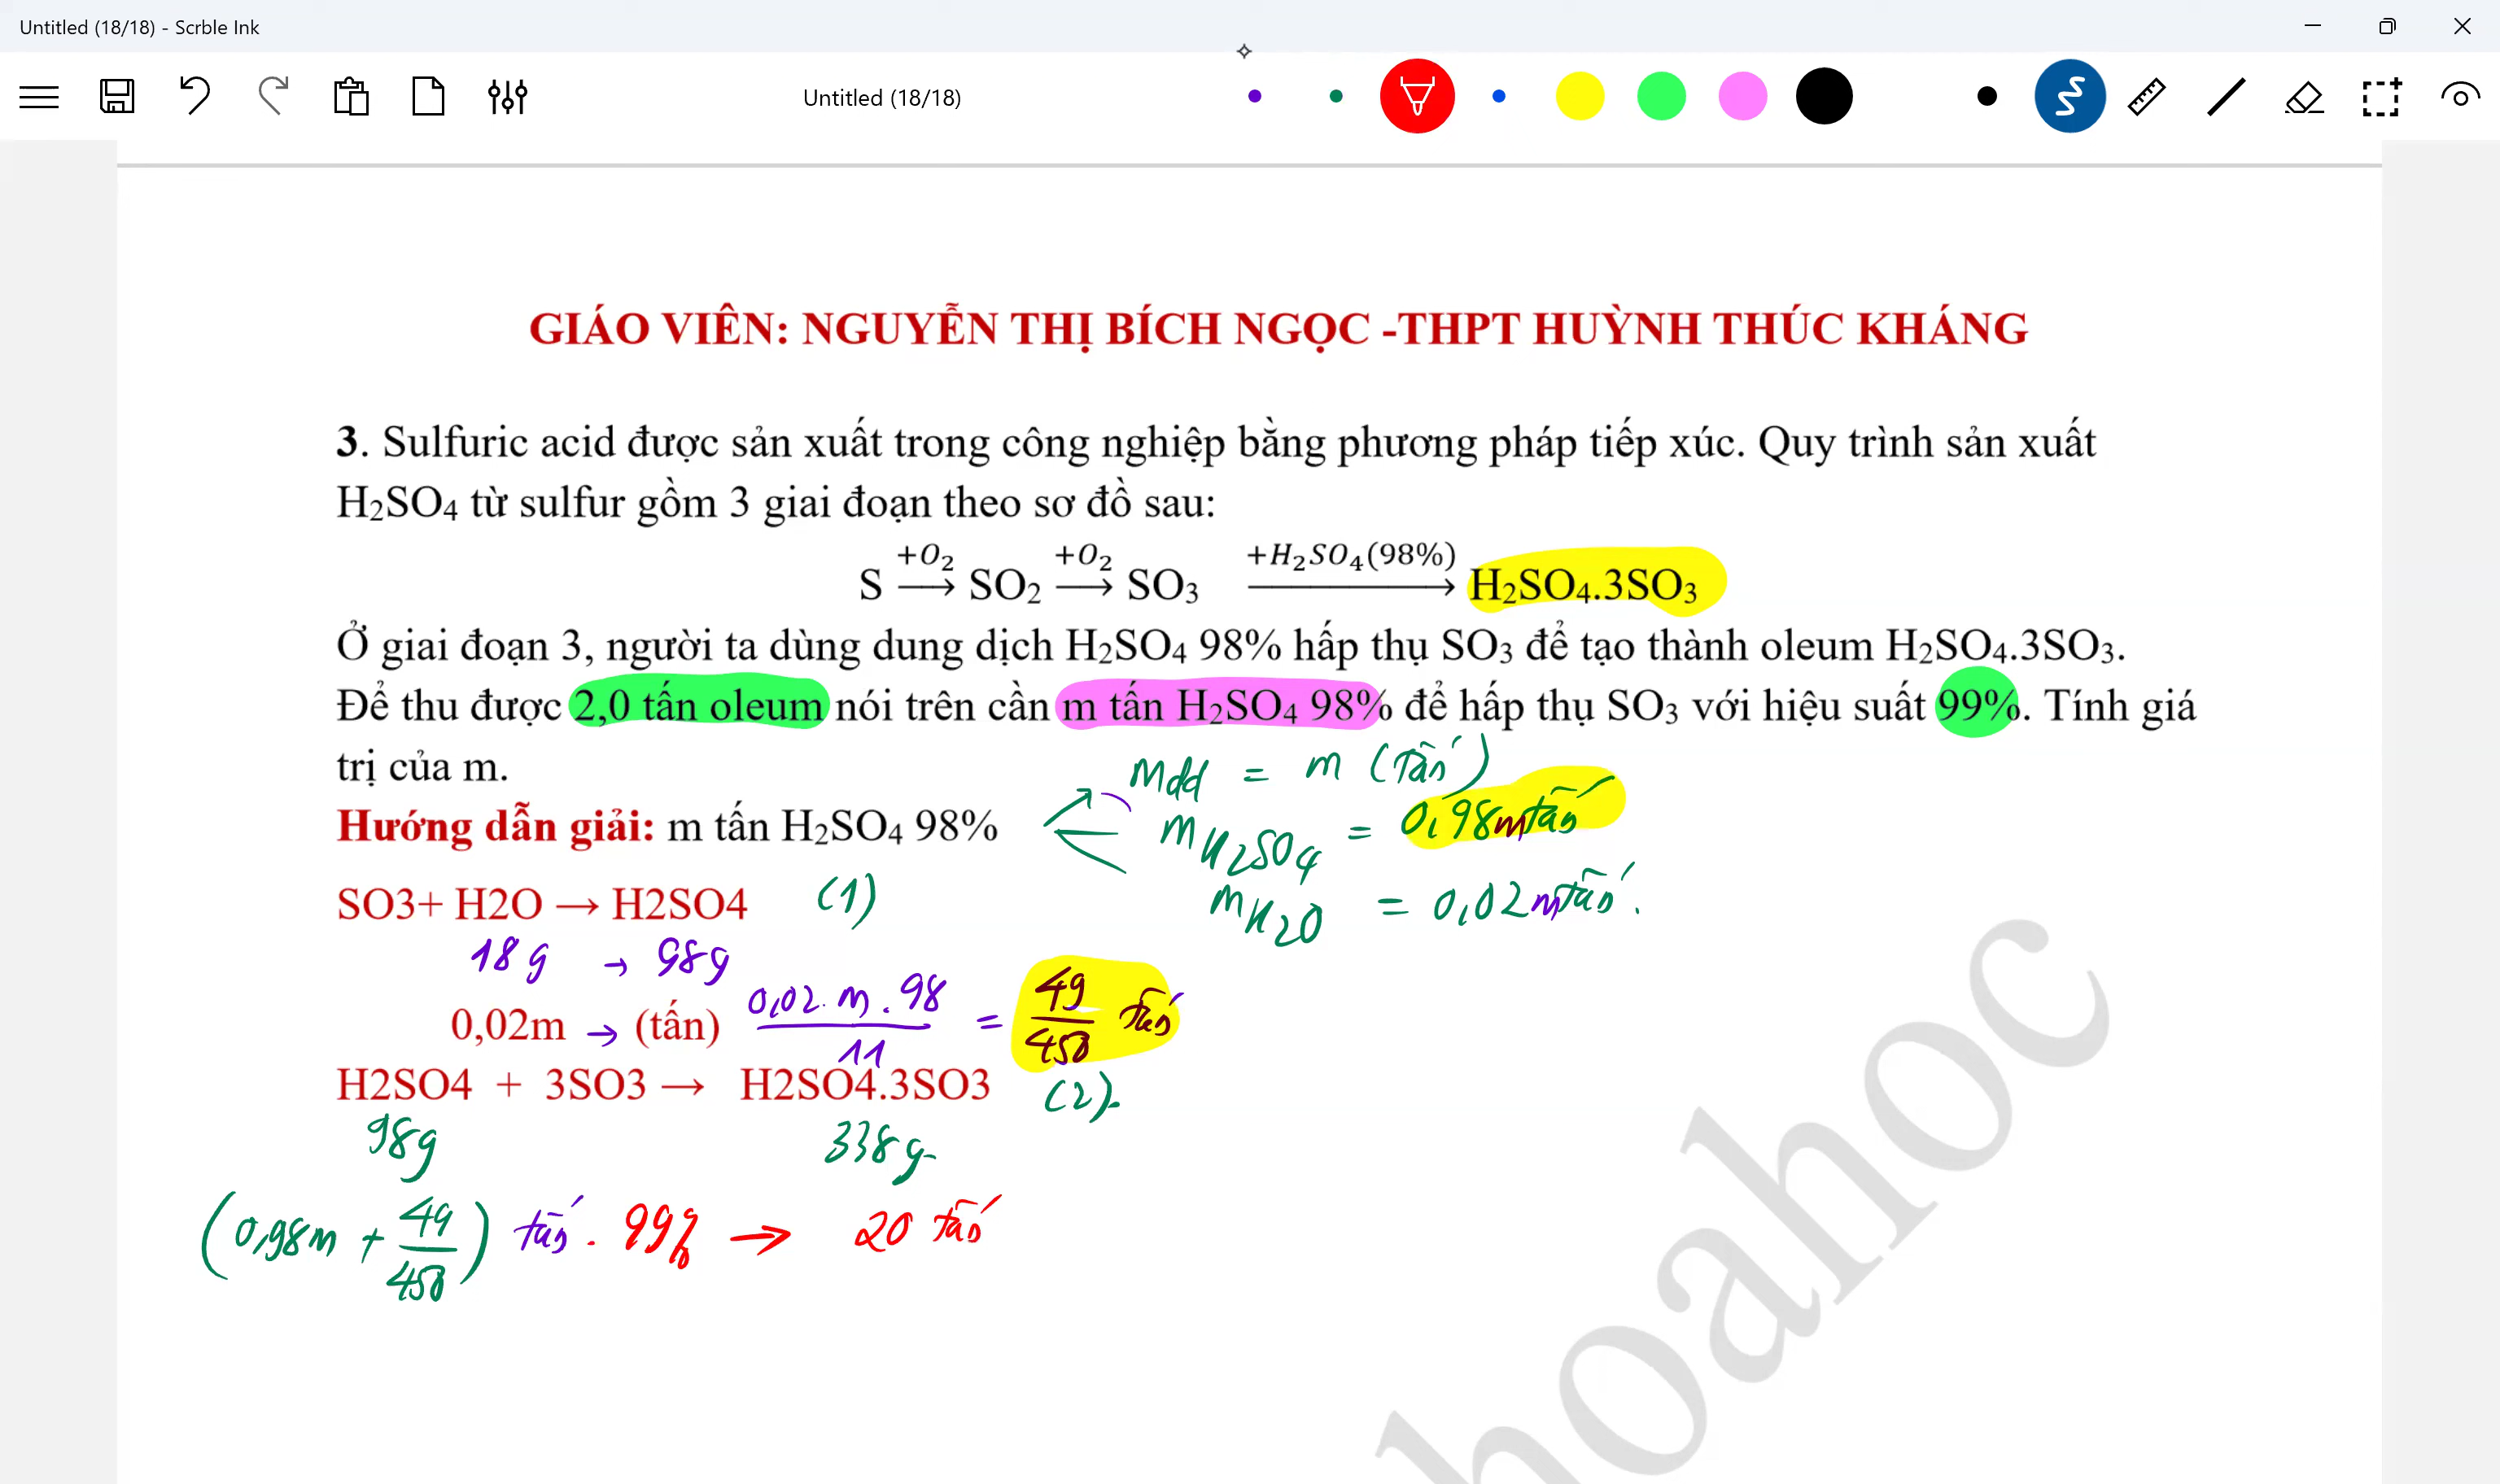 Untitled (18/18) - Scrble Ink
Untitled (18/18)
GIÁO VIÊN: NGUYỄN THỊ BÍCH NGỌC -THPT HUỲNH THÚC KHÁNG
3. Sulfuric acid được sản xuất trong công nghiệp bằng phương pháp tiếp xúc. Quy trình sản xuất
H₂SO₄ từ sulfur gồm 3 giai đoạn theo sơ đồ sau:
+O₂ +O₂ +H₂SO₄(98%)
S ⟶ SO₂ ⟶ SO₃ ⟶ H₂SO₄.3SO₃
Ở giai đoạn 3, người ta dùng dung dịch H₂SO₄ 98% hấp thụ SO₃ để tạo thành oleum H₂SO₄.3SO₃.
Để thu được 2,0 tấn oleum nói trên cần m tấn H₂SO₄ 98% để hấp thụ SO₃ với hiệu suất 99%. Tính giá
trị của m.
mdd = m (tấn)
Hướng dẫn giải: m tấn H₂SO₄ 98%
mH2SO4 = 0,98m tấn
SO3+ H2O → H2SO4 (1)
mH2O = 0,02m tấn.
18g → 98g
0,02m → (tấn) 0,02.m.98 / 11 = 49/450 tấn
H2SO4 + 3SO3 → H2SO4.3SO3 (2).
98g 338g
(0,98m + 49/450) tấn. 99% → 20 tấn
hoahoc